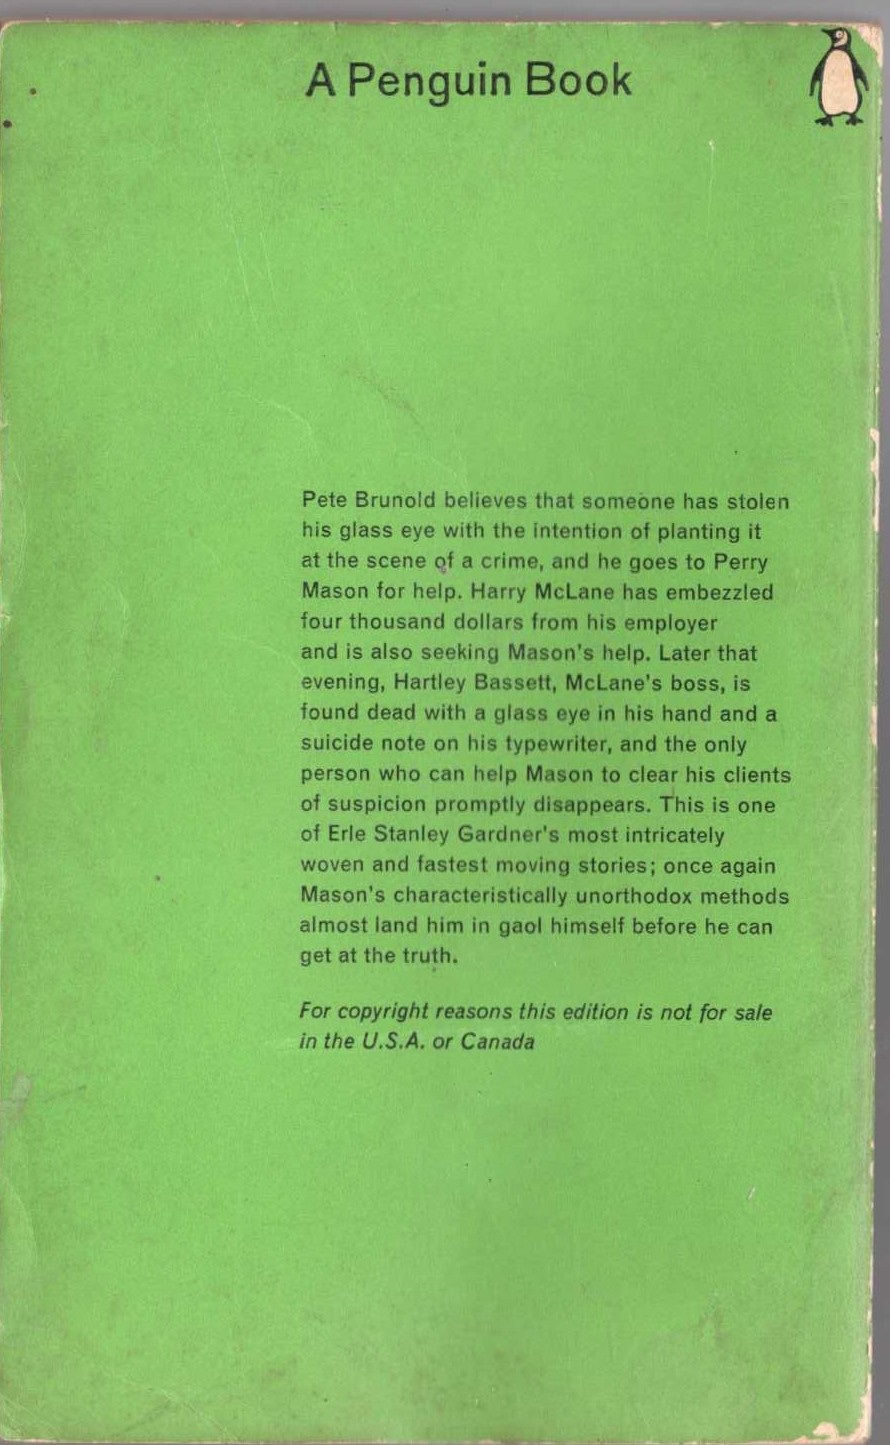 A Penguin Book
Pete Brunold believes that someone has stolen
his glass eye with the intention of planting it
at the scene of a crime, and he goes to Perry
Mason for help. Harry McLane has embezzled
four thousand dollars from his employer
and is also seeking Mason's help. Later that
evening, Hartley Bassett, McLane's boss, is
found dead with a glass eye in his hand and a
suicide note on his typewriter, and the only
person who can help Mason to clear his clients
of suspicion promptly disappears. This is one
of Erle Stanley Gardner's most intricately
woven and fastest moving stories; once again
Mason's characteristically unorthodox methods
almost land him in gaol himself before he can
get at the truth.
For copyright reasons this edition is not for sale
in the U.S.A. or Canada